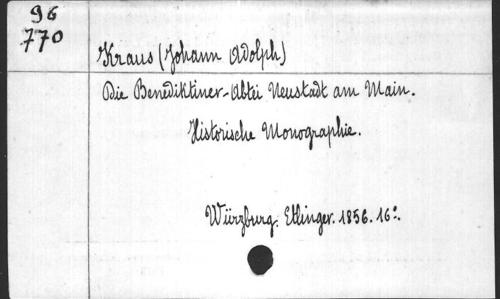 96
770
Kraus (Johann Adolph)
Die Benediktiner-Abtei Neustadt am Main.
Historische Monographie.
Würzburg. Etlinger. 1856. 16°.